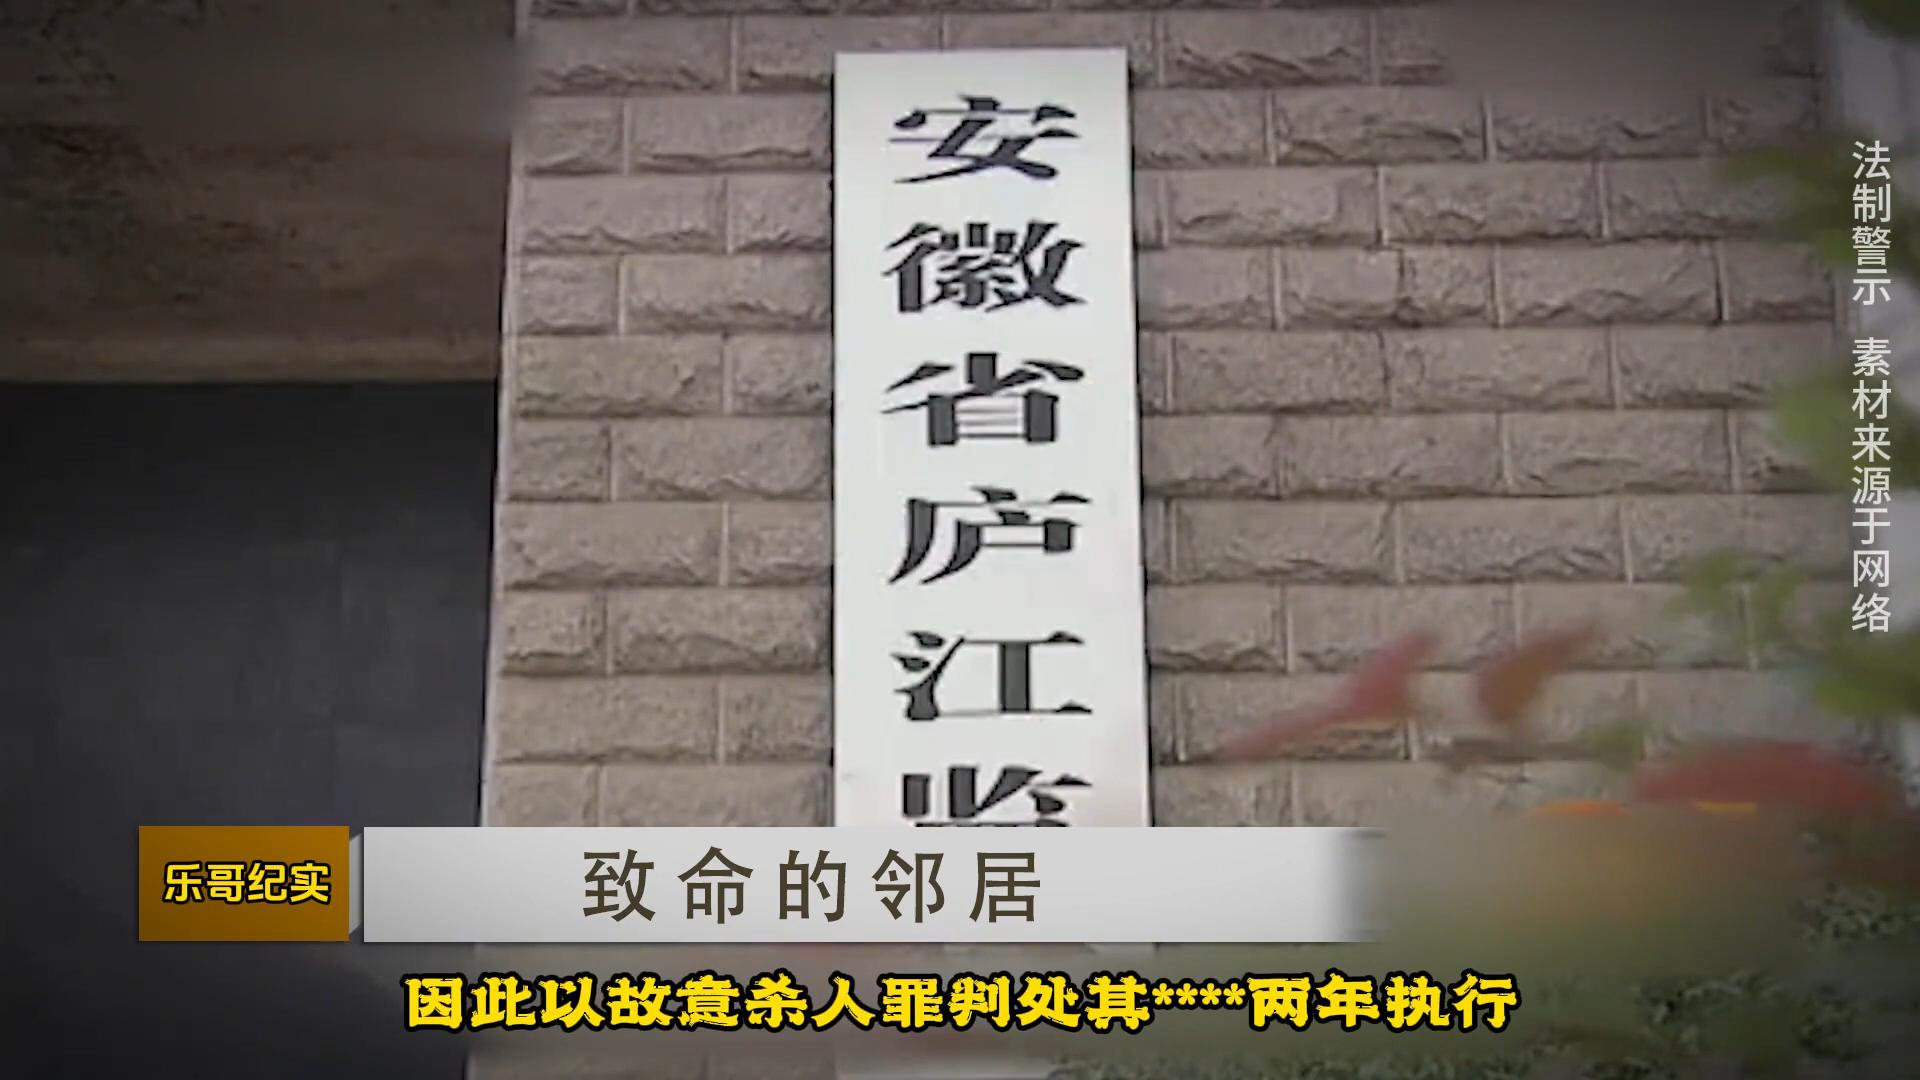 安徽省庐江监
法制警示 素材来源于网络
乐哥纪实
致命的邻居
因此以故意杀人罪判处其****两年执行